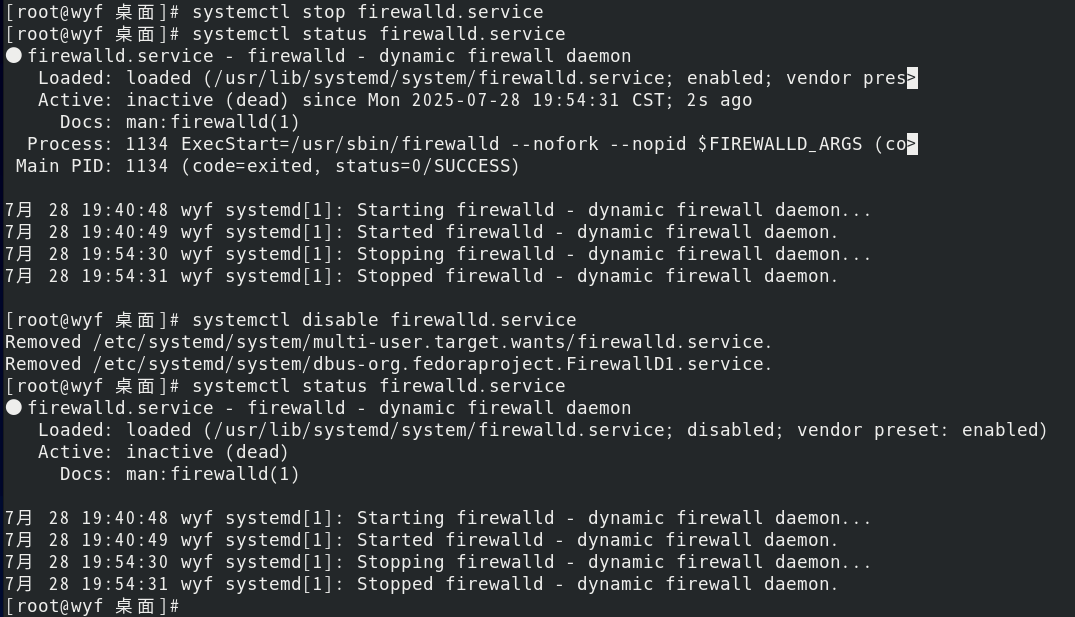 [root@wyf 桌面]# systemctl stop firewalld.service
[root@wyf 桌面]# systemctl status firewalld.service
● firewalld.service - firewalld - dynamic firewall daemon
   Loaded: loaded (/usr/lib/systemd/system/firewalld.service; enabled; vendor pres>
   Active: inactive (dead) since Mon 2025-07-28 19:54:31 CST; 2s ago
     Docs: man:firewalld(1)
  Process: 1134 ExecStart=/usr/sbin/firewalld --nofork --nopid $FIREWALLD_ARGS (co>
 Main PID: 1134 (code=exited, status=0/SUCCESS)

7月 28 19:40:48 wyf systemd[1]: Starting firewalld - dynamic firewall daemon...
7月 28 19:40:49 wyf systemd[1]: Started firewalld - dynamic firewall daemon.
7月 28 19:54:30 wyf systemd[1]: Stopping firewalld - dynamic firewall daemon...
7月 28 19:54:31 wyf systemd[1]: Stopped firewalld - dynamic firewall daemon.

[root@wyf 桌面]# systemctl disable firewalld.service
Removed /etc/systemd/system/multi-user.target.wants/firewalld.service.
Removed /etc/systemd/system/dbus-org.fedoraproject.FirewallD1.service.
[root@wyf 桌面]# systemctl status firewalld.service
● firewalld.service - firewalld - dynamic firewall daemon
   Loaded: loaded (/usr/lib/systemd/system/firewalld.service; disabled; vendor preset: enabled)
   Active: inactive (dead)
     Docs: man:firewalld(1)

7月 28 19:40:48 wyf systemd[1]: Starting firewalld - dynamic firewall daemon...
7月 28 19:40:49 wyf systemd[1]: Started firewalld - dynamic firewall daemon.
7月 28 19:54:30 wyf systemd[1]: Stopping firewalld - dynamic firewall daemon...
7月 28 19:54:31 wyf systemd[1]: Stopped firewalld - dynamic firewall daemon.
[root@wyf 桌面]#